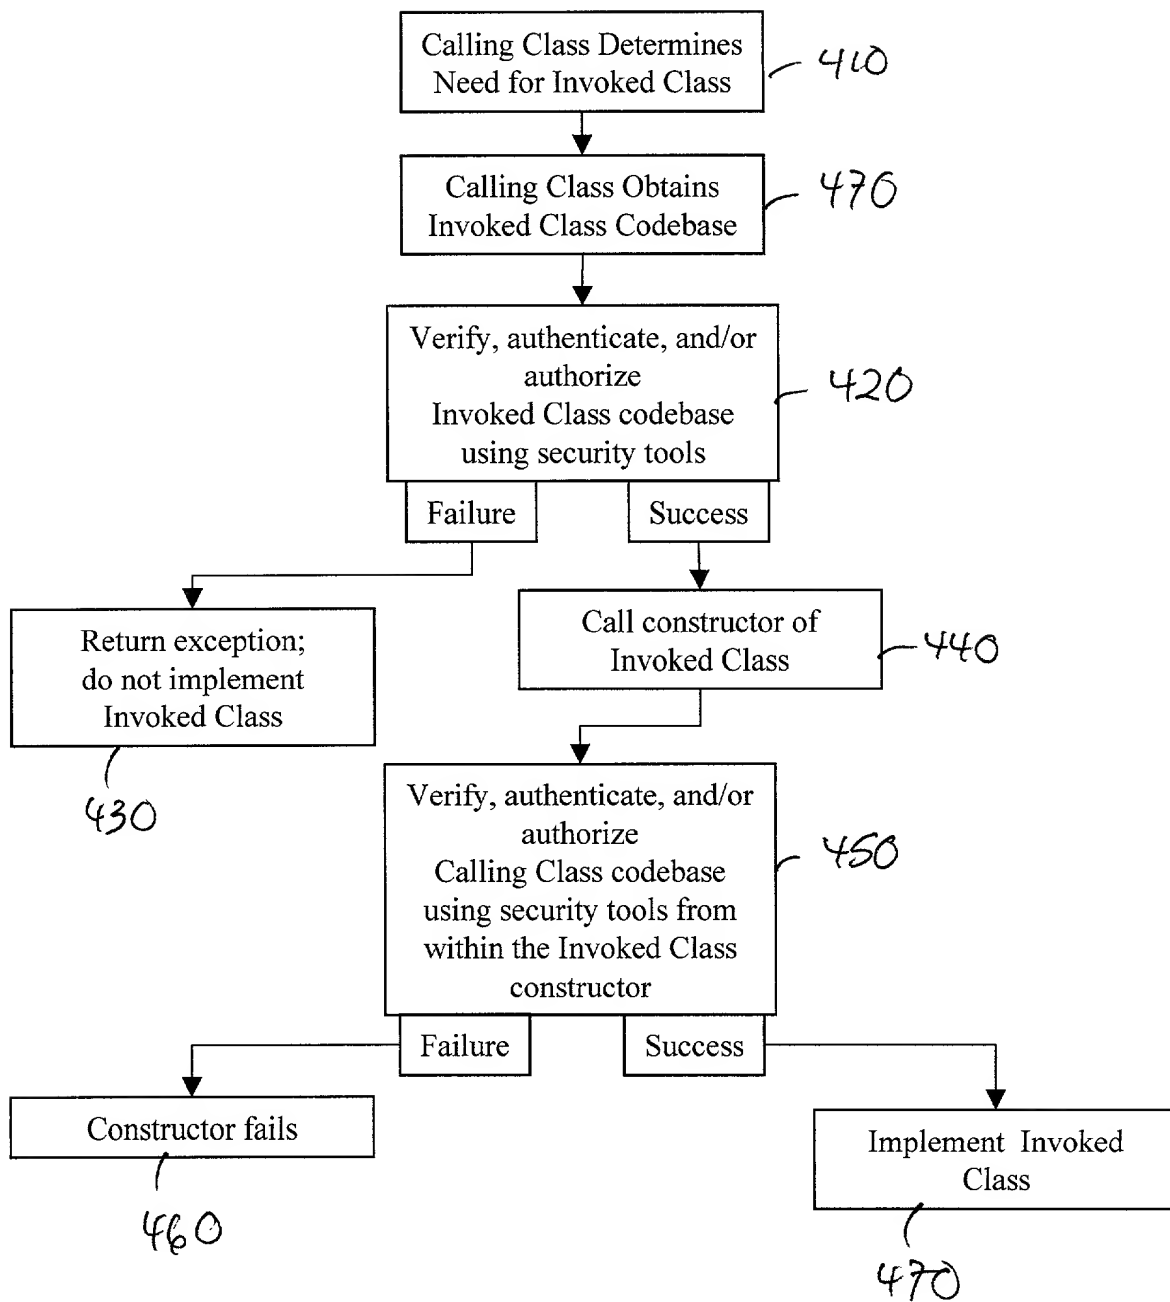 Calling Class Determines
Need for Invoked Class
410
Calling Class Obtains
Invoked Class Codebase
470
Verify, authenticate, and/or
authorize
Invoked Class codebase
using security tools
420
Failure
Success
Return exception;
do not implement
Invoked Class
430
Call constructor of
Invoked Class
440
Verify, authenticate, and/or
authorize
Calling Class codebase
using security tools from
within the Invoked Class
constructor
450
Failure
Success
Constructor fails
460
Implement Invoked
Class
470